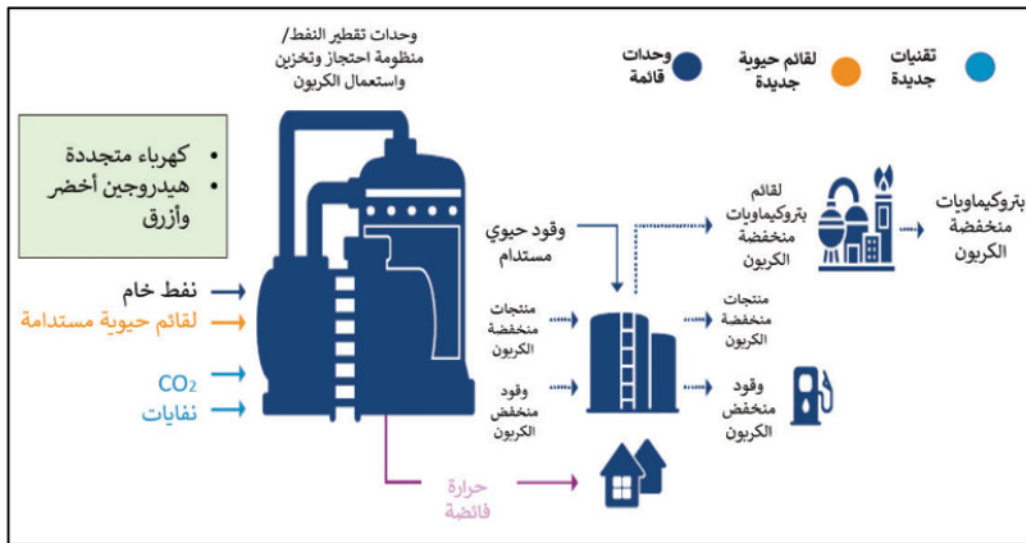 وحدات تقطير النفط/
منظومة احتجاز وتخزين
واستعمال الكربون
وحدات
قائمة
لقائم حيوية
جديدة
تقنيات
جديدة
• كهرباء متجددة
• هيدروجين أخضر
وأزرق
نفط خام
لقائم حيوية مستدامة
CO₂
نفايات
وقود حيوي
مستدام
لقائم
بتروكيماويات
منخفضة
الكربون
بتروكيماويات
منخفضة
الكربون
منتجات
منخفضة
الكربون
منتجات
منخفضة
الكربون
وقود
منخفض
الكربون
وقود
منخفض
الكربون
حرارة
فائضة